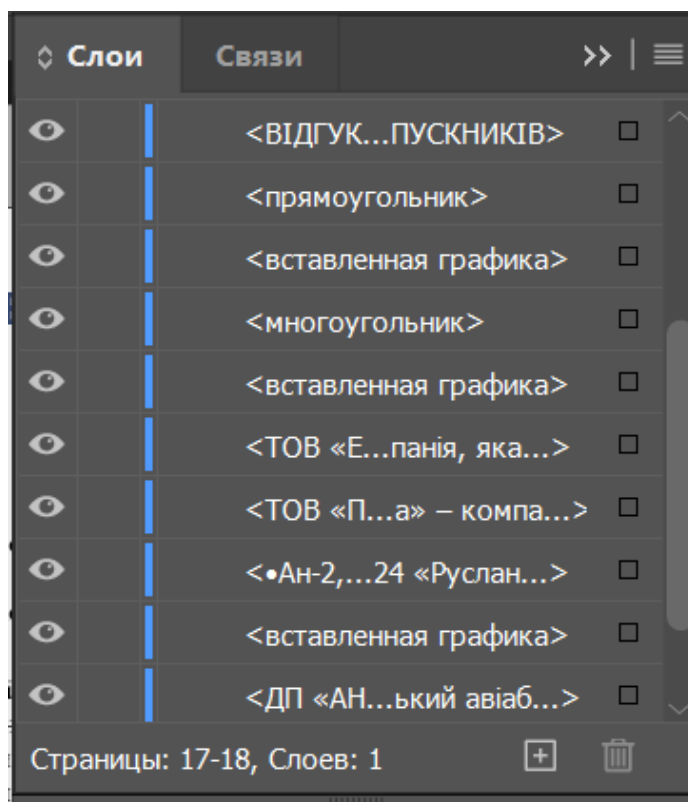 Слои Связи
<ВІДГУК...ПУСКНИКІВ>
<прямоугольник>
<вставленная графика>
<многоугольник>
<вставленная графика>
<ТОВ «Е...панія, яка...>
<ТОВ «П...а» – компа...>
<•Ан-2,...24 «Руслан...>
<вставленная графика>
<ДП «АН...ький авіаб...>
Страницы: 17-18, Слоев: 1